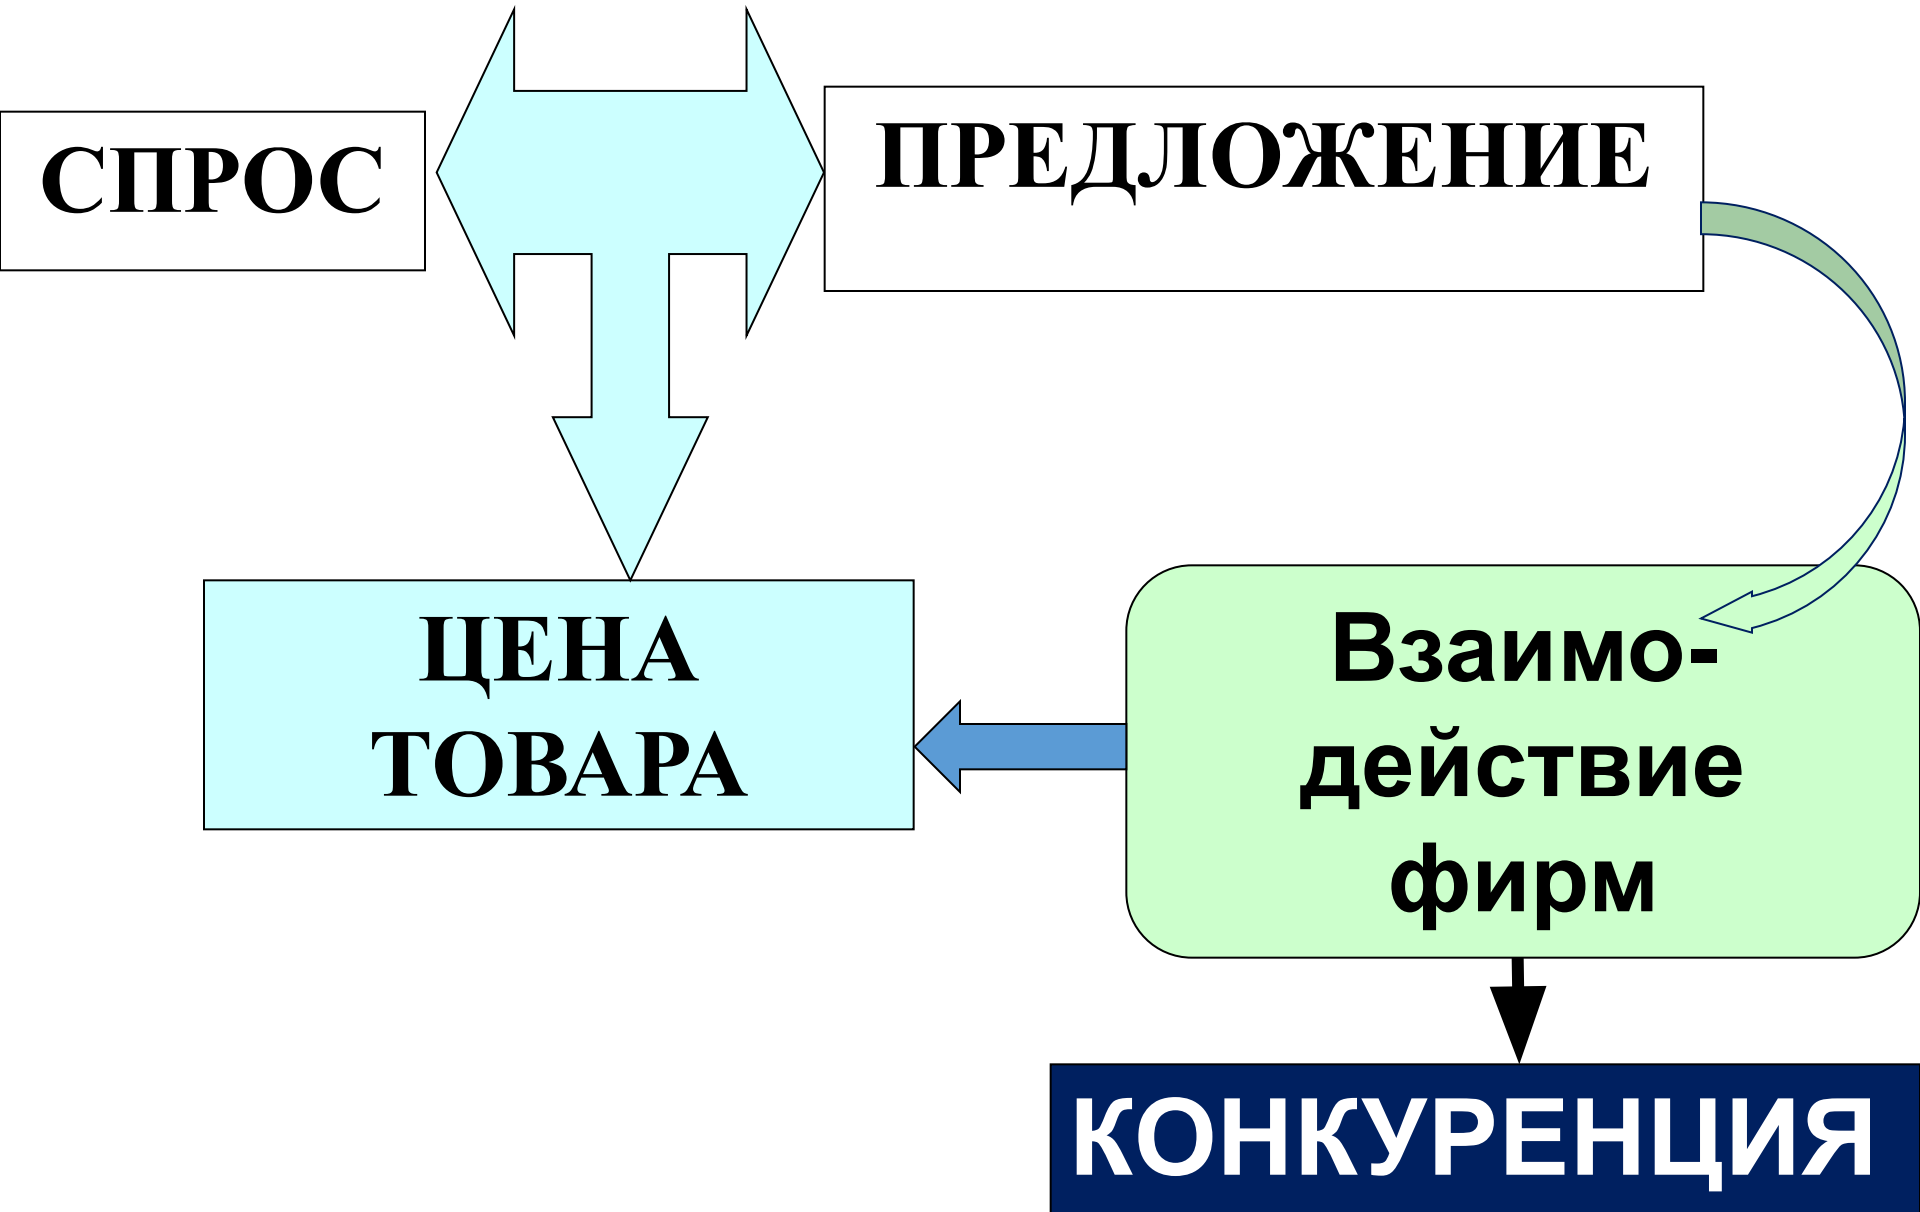 СПРОС
ПРЕДЛОЖЕНИЕ
ЦЕНА
ТОВАРА
Взаимо-
действие
фирм
КОНКУРЕНЦИЯ